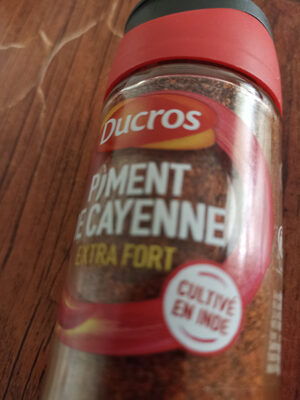 Ducros
PIMENT
E CAYENNE
EXTRA FORT
CULTIVÉ
EN INDE